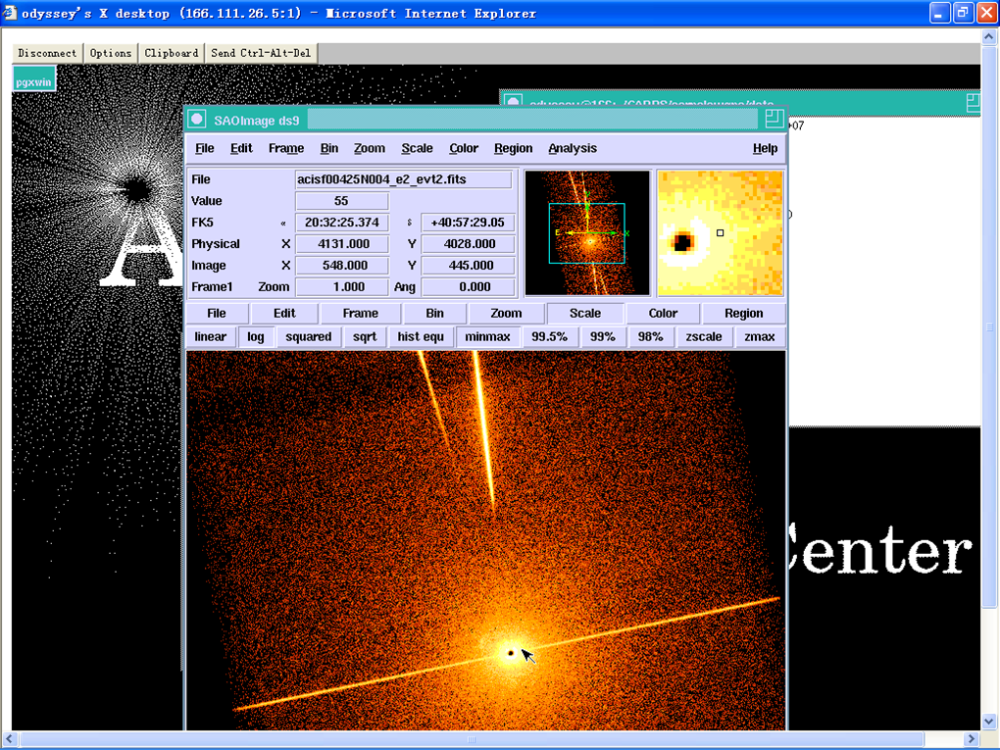 odyssey's X desktop (166.111.26.5:1) - Microsoft Internet Explorer
Disconnect Options Clipboard Send Ctrl-Alt-Del
pgxwin
SAOImage ds9
+07
File Edit Frame Bin Zoom Scale Color Region Analysis Help
File acisf00425N004_e2_evt2.fits
Value 55
FK5 α 20:32:25.374 δ +40:57:29.05
Physical X 4131.000 Y 4028.000
Image X 548.000 Y 445.000
Frame1 Zoom 1.000 Ang 0.000
E X
File Edit Frame Bin Zoom Scale Color Region
linear log squared sqrt hist equ minmax 99.5% 99% 98% zscale zmax
A
Center